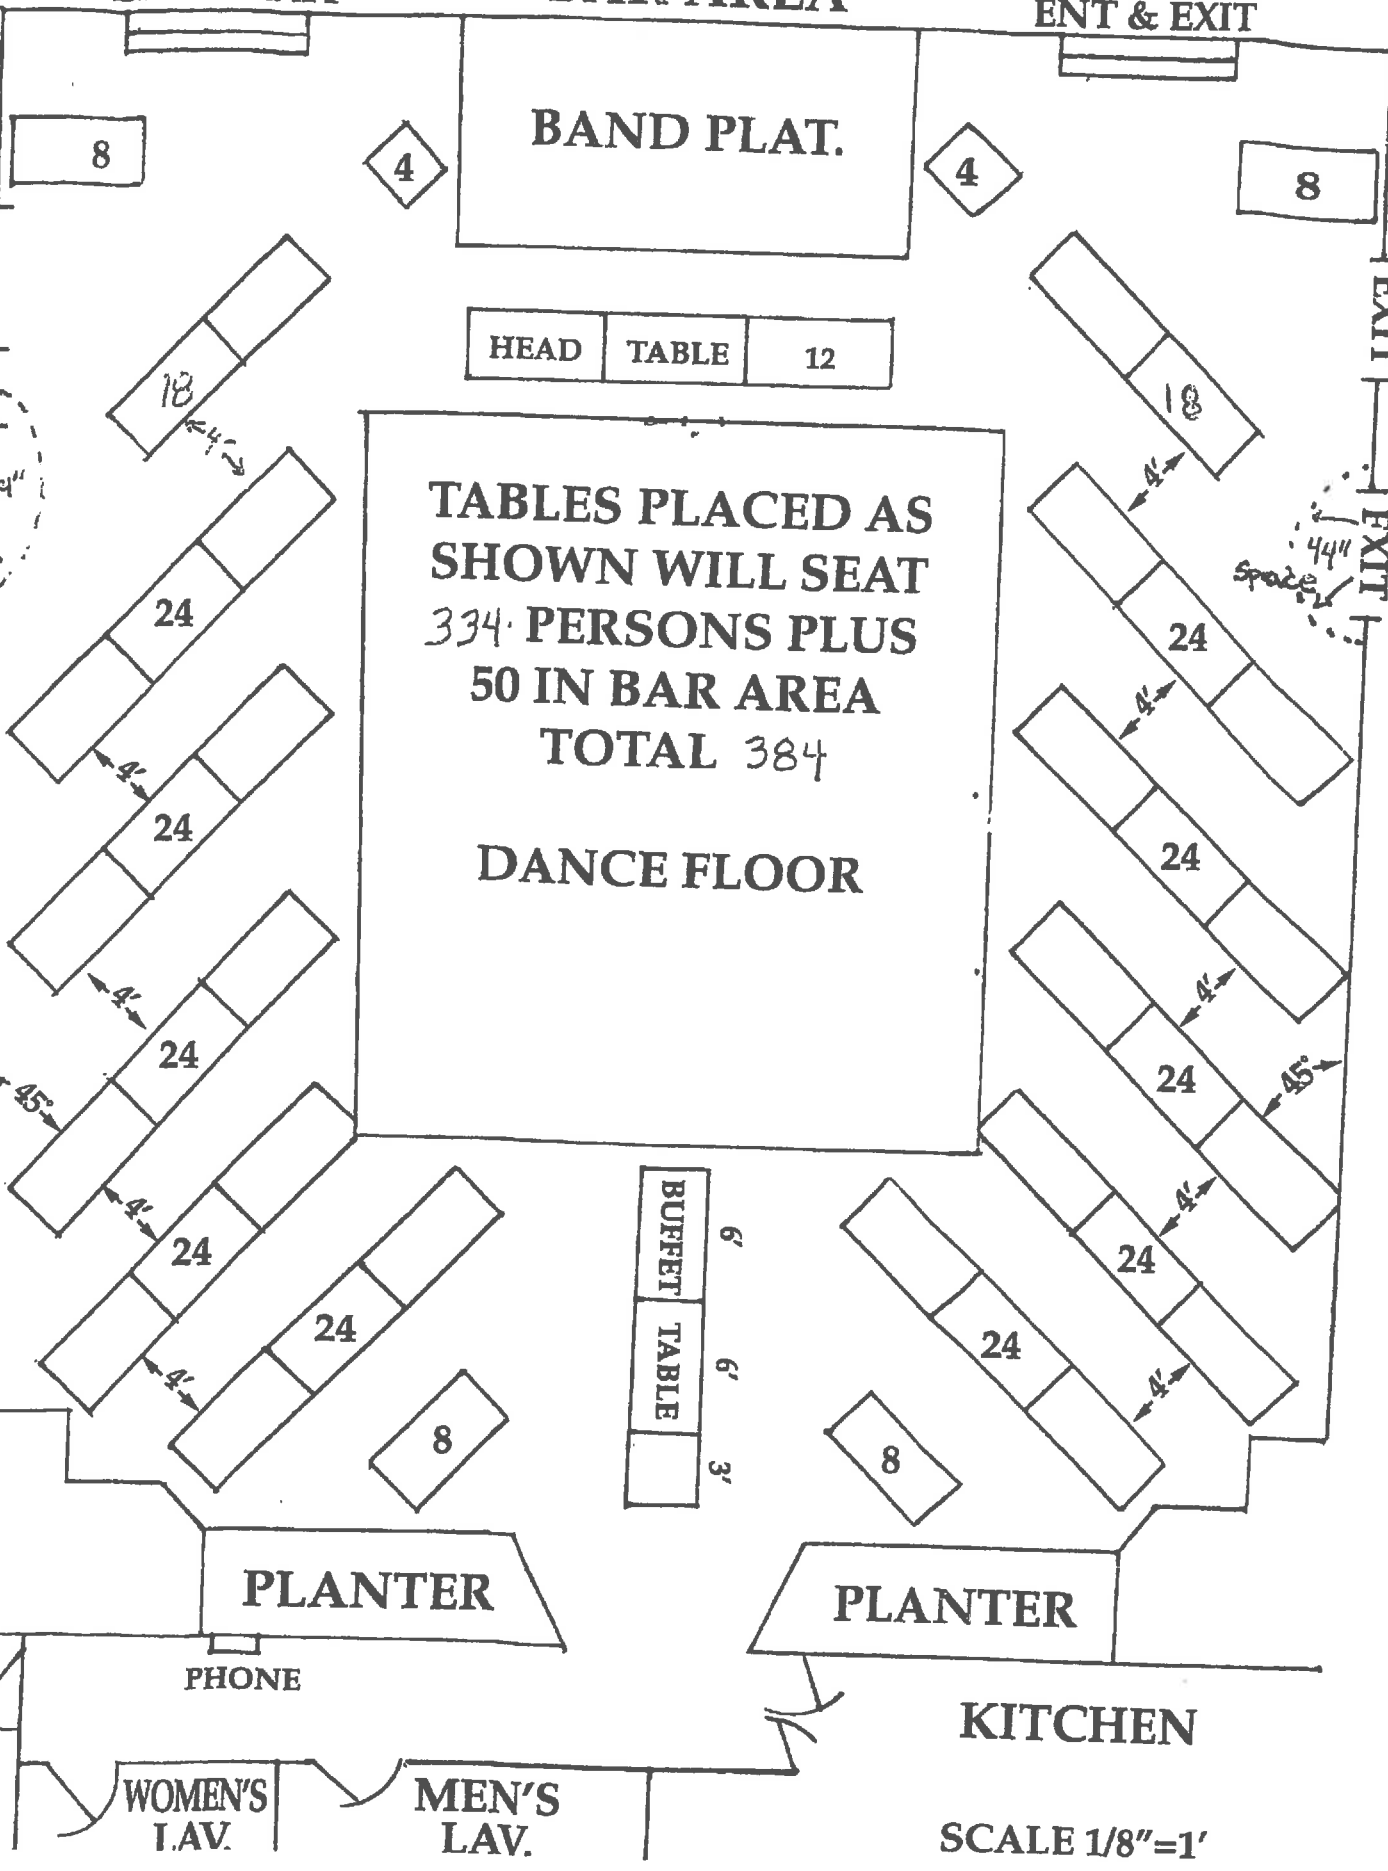 ENT & EXIT
BAND PLAT.
8
4
4
8
HEAD TABLE 12
18
18
4'
4'
EXIT
EXIT
44"
Space
4"
TABLES PLACED AS
SHOWN WILL SEAT
334 PERSONS PLUS
50 IN BAR AREA
TOTAL 384
DANCE FLOOR
24
24
4'
4'
24
24
4'
4'
24
24
45°
45°
4'
4'
24
24
4'
4'
24
24
BUFFET TABLE
6'
6'
3'
8
8
PLANTER
PLANTER
PHONE
KITCHEN
WOMEN'S
LAV.
MEN'S
LAV.
SCALE 1/8"=1'